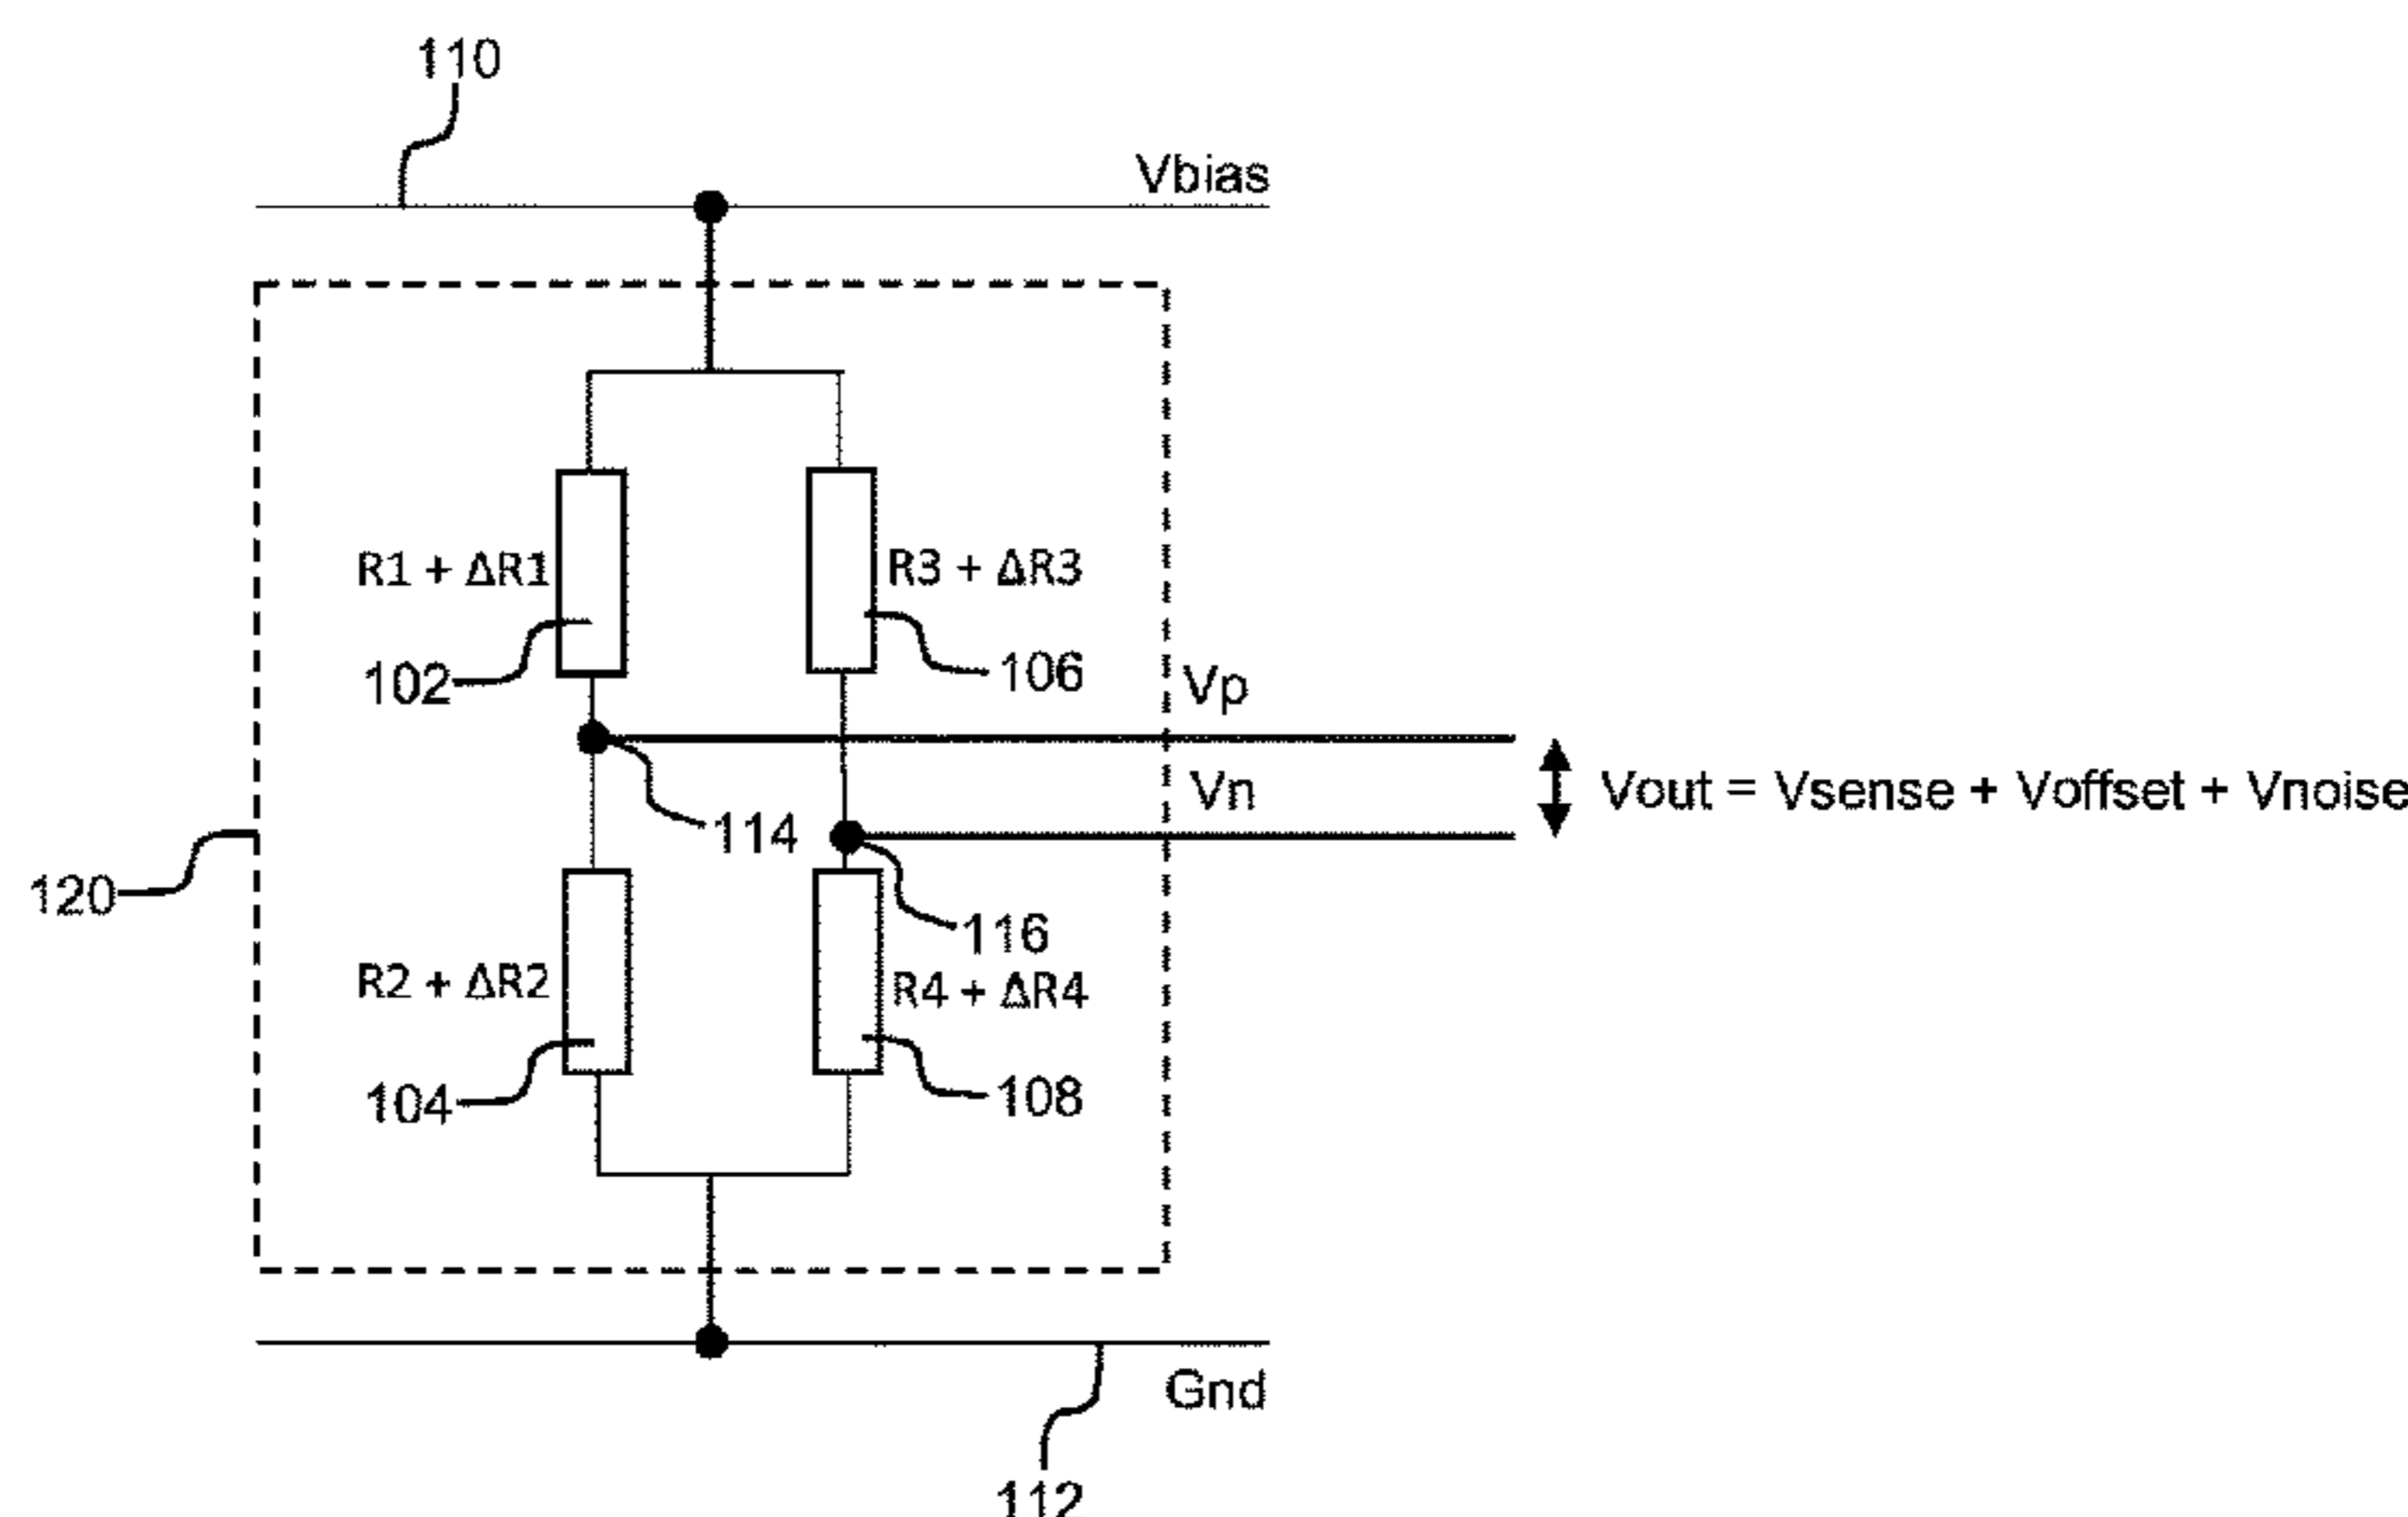 110
Vbias
R1 + ΔR1
R3 + ΔR3
102
106
Vp
Vn
Vout = Vsense + Voffset + Vnoise
114
120
116
R2 + ΔR2
R4 + ΔR4
104
108
Gnd
112